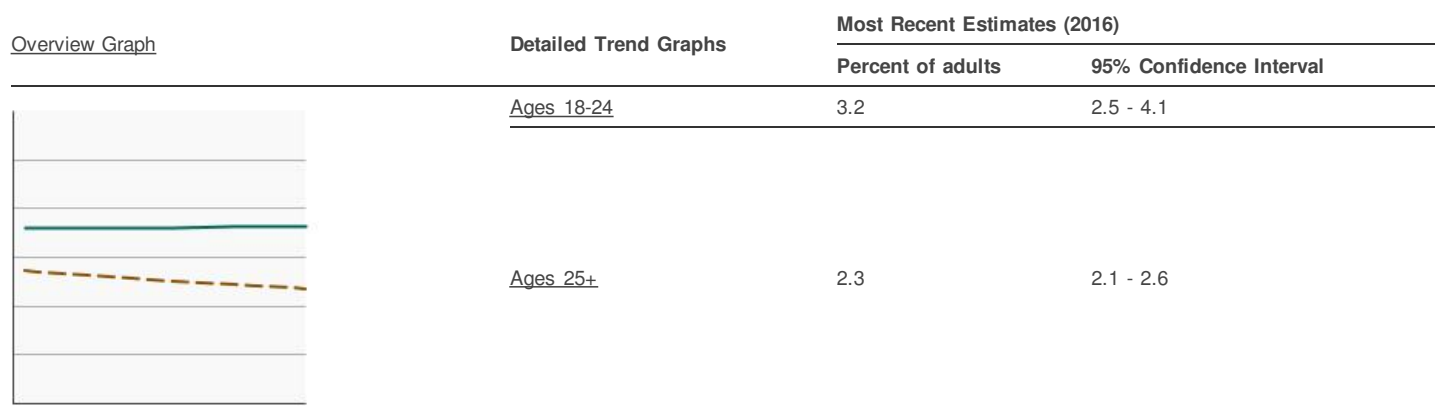 Overview Graph
Detailed Trend Graphs
Most Recent Estimates (2016)
Percent of adults
95% Confidence Interval
Ages 18-24
3.2
2.5 - 4.1
Ages 25+
2.3
2.1 - 2.6